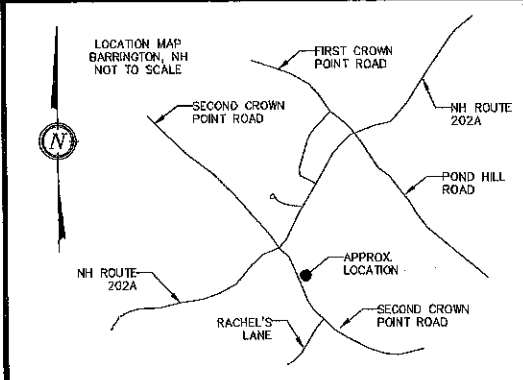 LOCATION MAP
BARRINGTON, NH
NOT TO SCALE
FIRST CROWN
POINT ROAD
SECOND CROWN
POINT ROAD
NH ROUTE
202A
N
POND HILL
ROAD
APPROX.
LOCATION
NH ROUTE
202A
RACHEL'S
LANE
SECOND CROWN
POINT ROAD